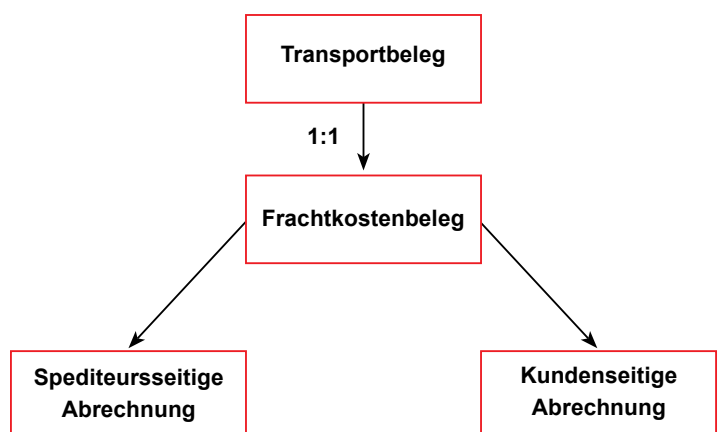 Transportbeleg
1:1
Frachtkostenbeleg
Spediteursseitige
Abrechnung
Kundenseitige
Abrechnung